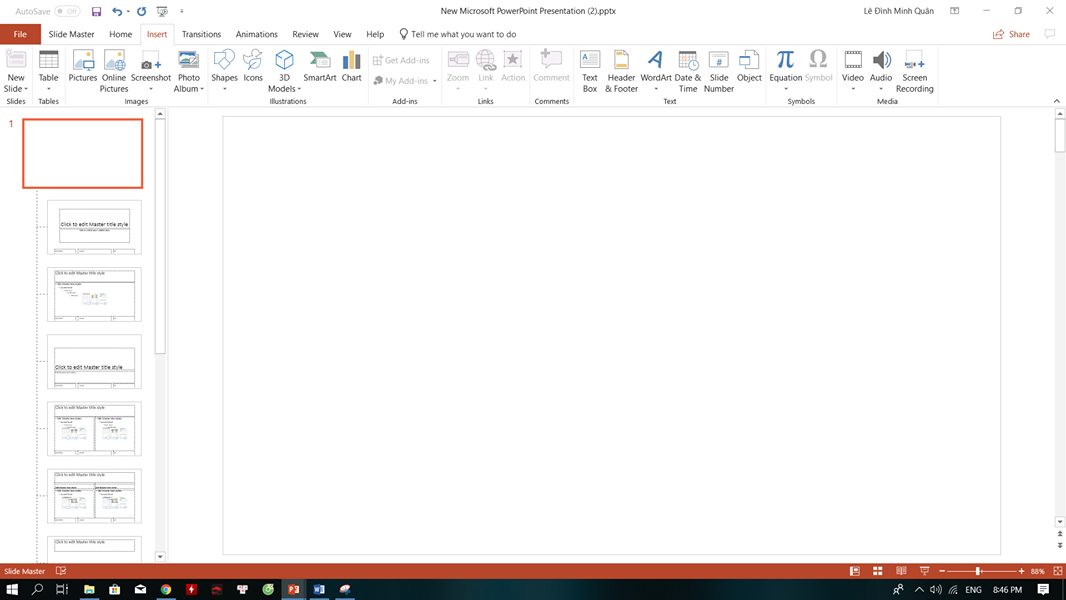 AutoSave Off
New Microsoft PowerPoint Presentation (2).pptx
Lê Đình Minh Quân
File Slide Master Home Insert Transitions Animations Review View Help Tell me what you want to do Share
New Slide
Table
Pictures
Online Pictures
Screenshot
Photo Album
Shapes
Icons
3D Models
SmartArt
Chart
Get Add-ins
My Add-ins
Zoom
Link
Action
Comment
Text Box
Header & Footer
WordArt
Date & Time
Slide Number
Object
Equation
Symbol
Video
Audio
Screen Recording
Slides Tables Images Illustrations Add-ins Links Comments Text Symbols Media
1
Click to edit Master title style
Click to edit Master title style
Click to edit Master title style
Click to edit Master title style
Click to edit Master title style
Click to edit Master title style
Slide Master
88%
ENG 8:46 PM